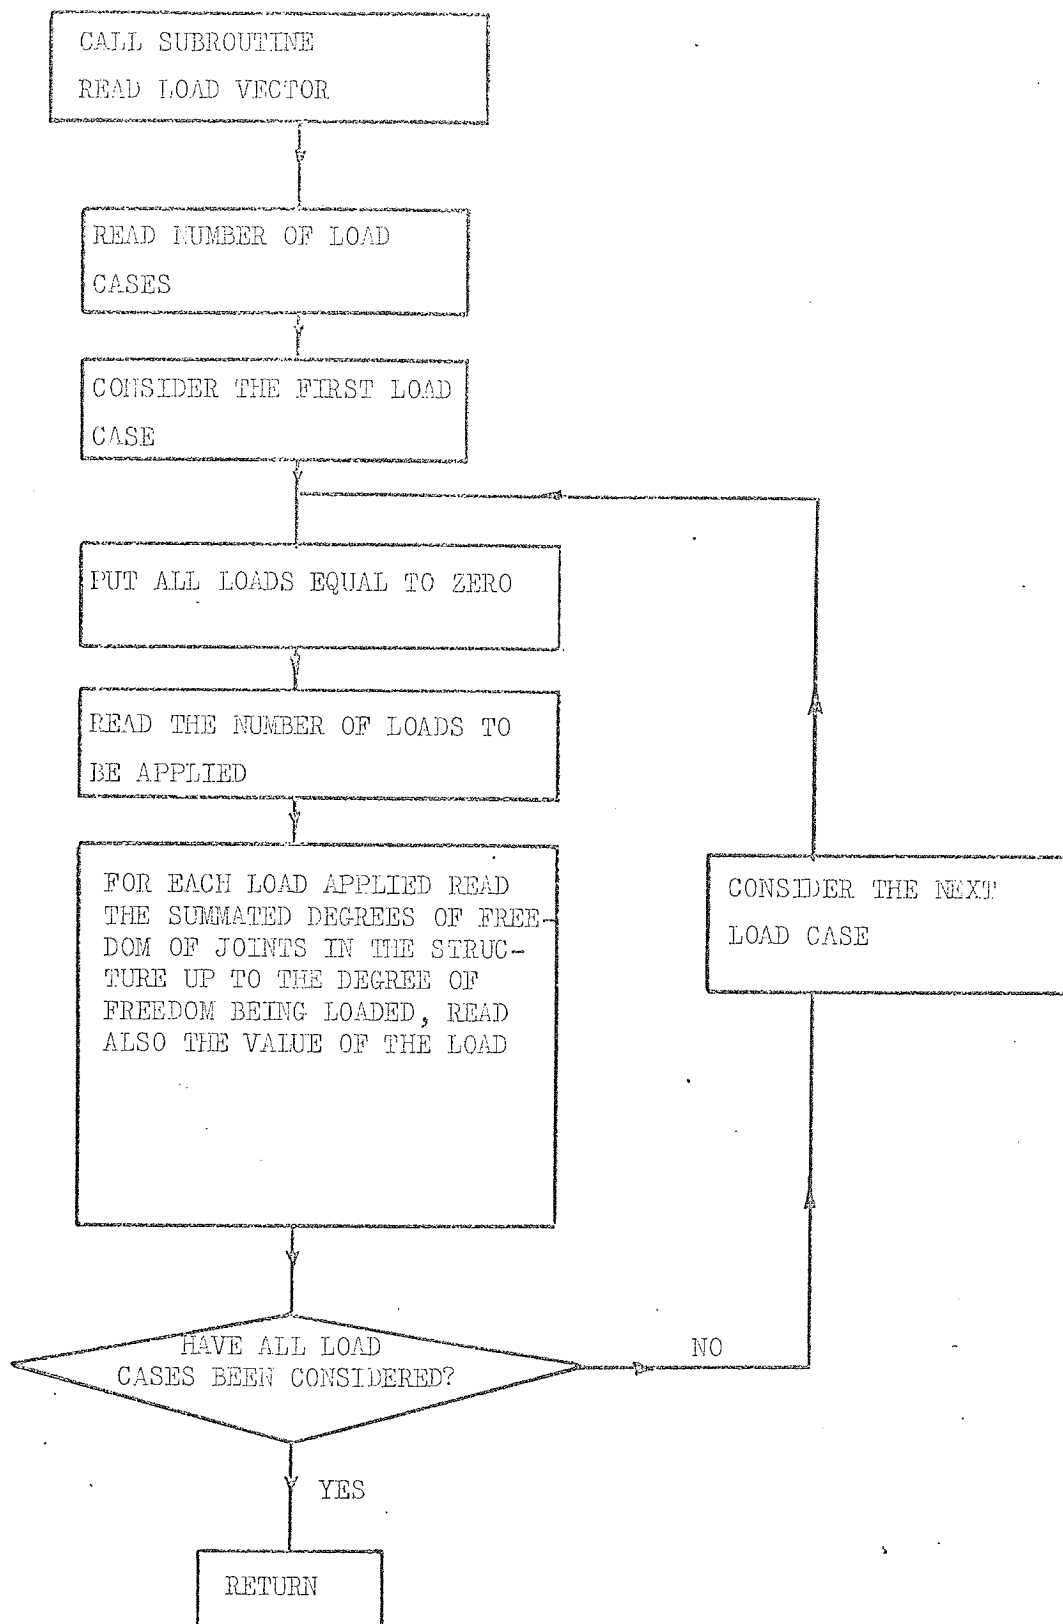 CALL SUBROUTINE
READ LOAD VECTOR
READ NUMBER OF LOAD
CASES
CONSIDER THE FIRST LOAD
CASE
PUT ALL LOADS EQUAL TO ZERO
READ THE NUMBER OF LOADS TO
BE APPLIED
FOR EACH LOAD APPLIED READ
THE SUMMATED DEGREES OF FREE-
DOM OF JOINTS IN THE STRUC-
TURE UP TO THE DEGREE OF
FREEDOM BEING LOADED, READ
ALSO THE VALUE OF THE LOAD
CONSIDER THE NEXT
LOAD CASE
HAVE ALL LOAD
CASES BEEN CONSIDERED?
NO
YES
RETURN